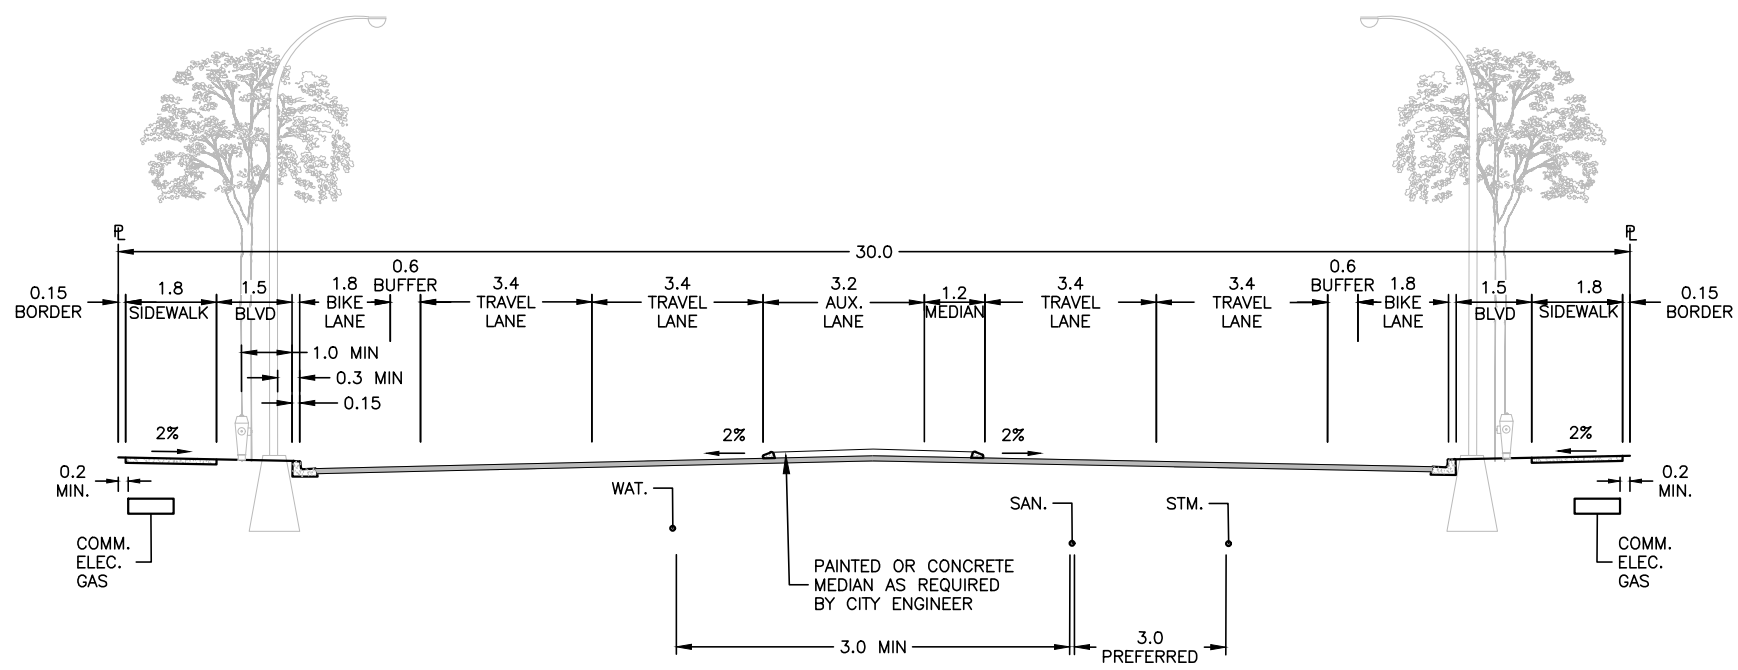 ℄ ℄
30.0
0.15
BORDER
1.8
SIDEWALK
1.5
BLVD
1.8
BIKE
LANE
0.6
BUFFER
3.4
TRAVEL
LANE
3.4
TRAVEL
LANE
3.2
AUX.
LANE
1.2
MEDIAN
3.4
TRAVEL
LANE
3.4
TRAVEL
LANE
0.6
BUFFER
1.8
BIKE
LANE
1.5
BLVD
1.8
SIDEWALK
0.15
BORDER
1.0 MIN
0.3 MIN
0.15
2%
2%
2%
2%
0.2
MIN.
COMM.
ELEC.
GAS
WAT.
SAN.
STM.
PAINTED OR CONCRETE
MEDIAN AS REQUIRED
BY CITY ENGINEER
0.2
MIN.
COMM.
ELEC.
GAS
3.0 MIN
3.0
PREFERRED